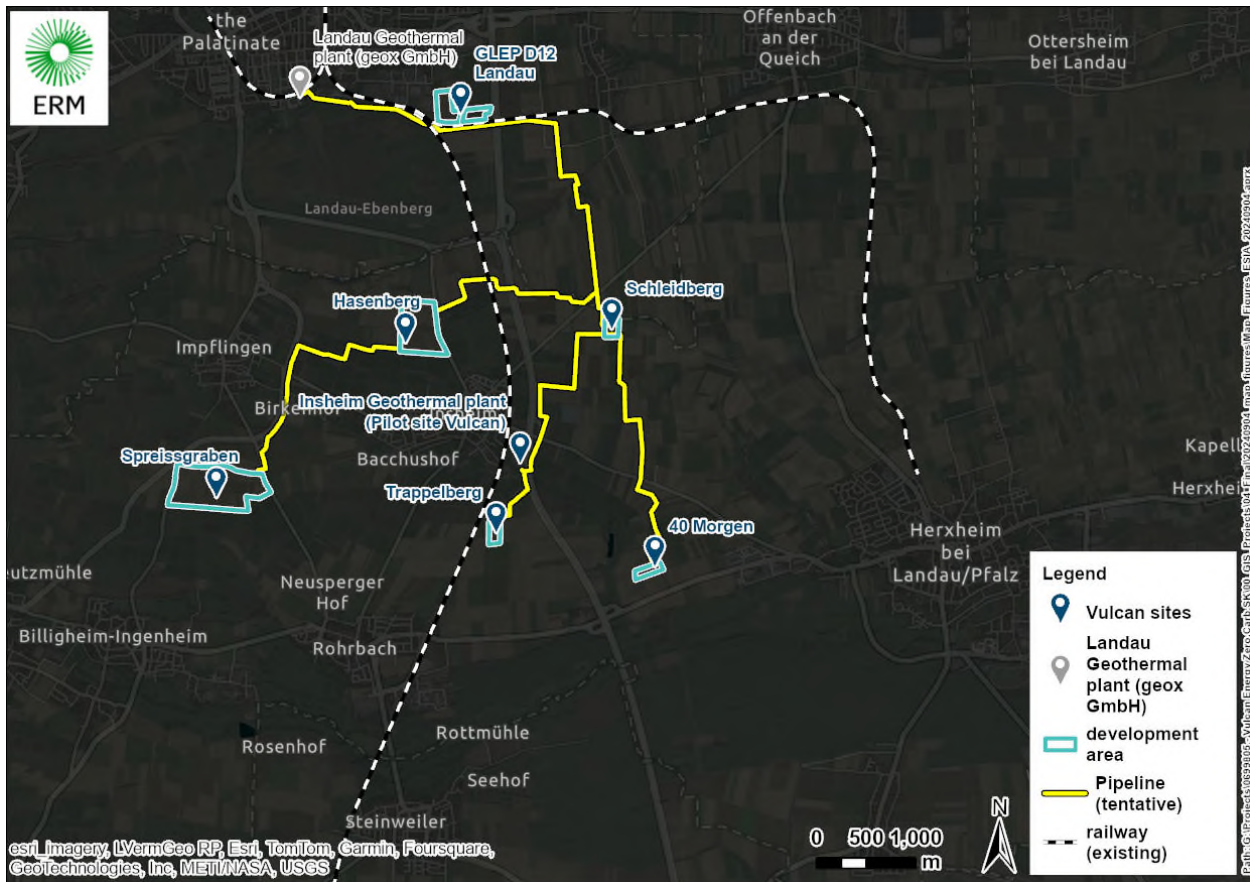 ERM
the
Palatinate
Landau Geothermal
plant (geox GmbH)
GLEP D12
Landau
Offenbach
an der
Queich
Ottersheim
bei Landau
Landau-Ebenberg
Hasenberg
Schleidberg
Impflingen
Birkenhof
Insheim Geothermal plant
(Pilot site Vulcan)
Spreissgraben
Bacchushof
Trappelberg
40 Morgen
Kapell
Herxhei
Herxheim
bei
Landau/Pfalz
eutzmühle
Neusperger
Hof
Billigheim-Ingenheim
Rohrbach
Rosenhof
Rottmühle
Seehof
Steinweiler
Legend
Vulcan sites
Landau
Geothermal
plant (geox
GmbH)
development
area
Pipeline
(tentative)
railway
(existing)
N
0 500 1,000
m
esri_imagery, LVermGeo RP, Esri, TomTom, Garmin, Foursquare,
GeoTechnologies, Inc, METI/NASA, USGS